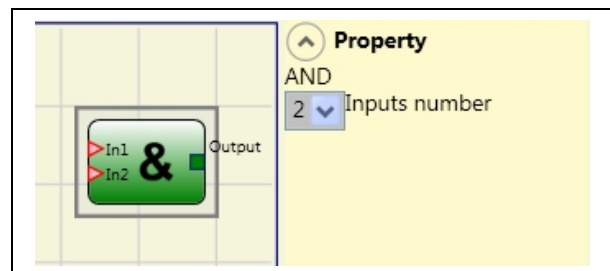 Property
AND
2 Inputs number
In1
In2
&
Output